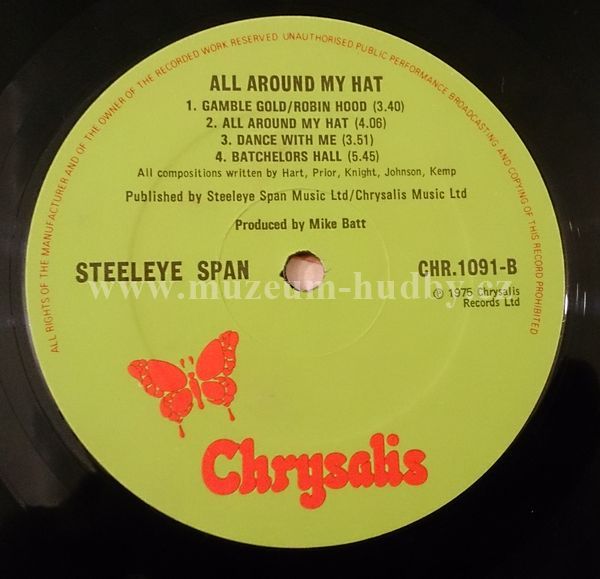 ALL RIGHTS OF THE MANUFACTURER AND OF THE OWNER OF THE RECORDED WORK RESERVED UNAUTHORISED PUBLIC PERFORMANCE BROADCASTING AND COPYING OF THIS RECORD PROHIBITED
ALL AROUND MY HAT
1. GAMBLE GOLD/ROBIN HOOD (3.40)
2. ALL AROUND MY HAT (4.06)
3. DANCE WITH ME (3.51)
4. BATCHELORS HALL (5.45)
All compositions written by Hart, Prior, Knight, Johnson, Kemp
Published by Steeleye Span Music Ltd/Chrysalis Music Ltd
Produced by Mike Batt
STEELEYE SPAN CHR.1091-B
www.muzeum-hudby.cz
℗ 1975 Chrysalis
Records Ltd
Chrysalis